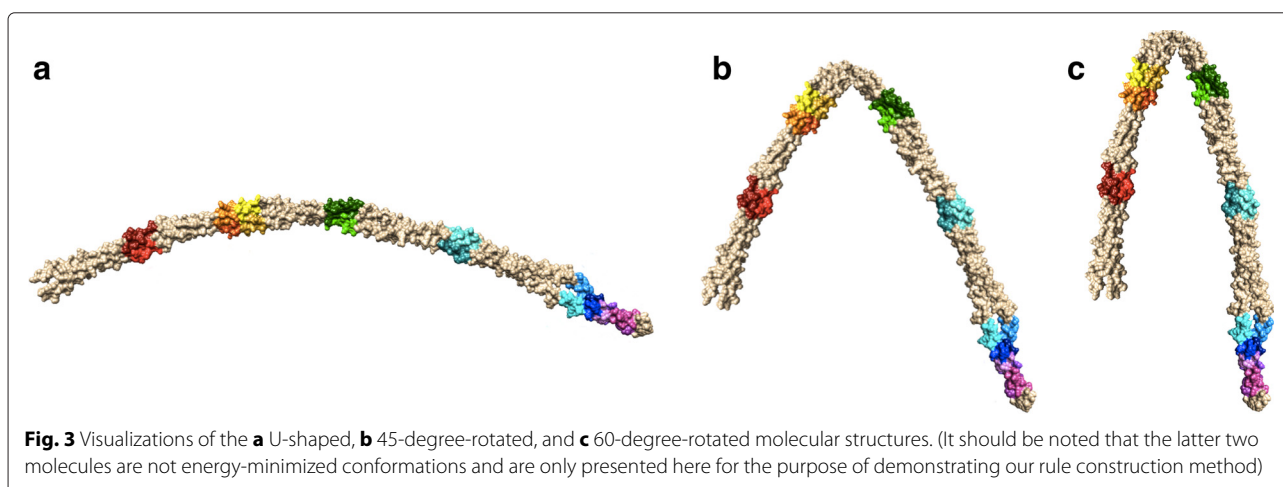 a
b
c
Fig. 3 Visualizations of the a U-shaped, b 45-degree-rotated, and c 60-degree-rotated molecular structures. (It should be noted that the latter two
molecules are not energy-minimized conformations and are only presented here for the purpose of demonstrating our rule construction method)